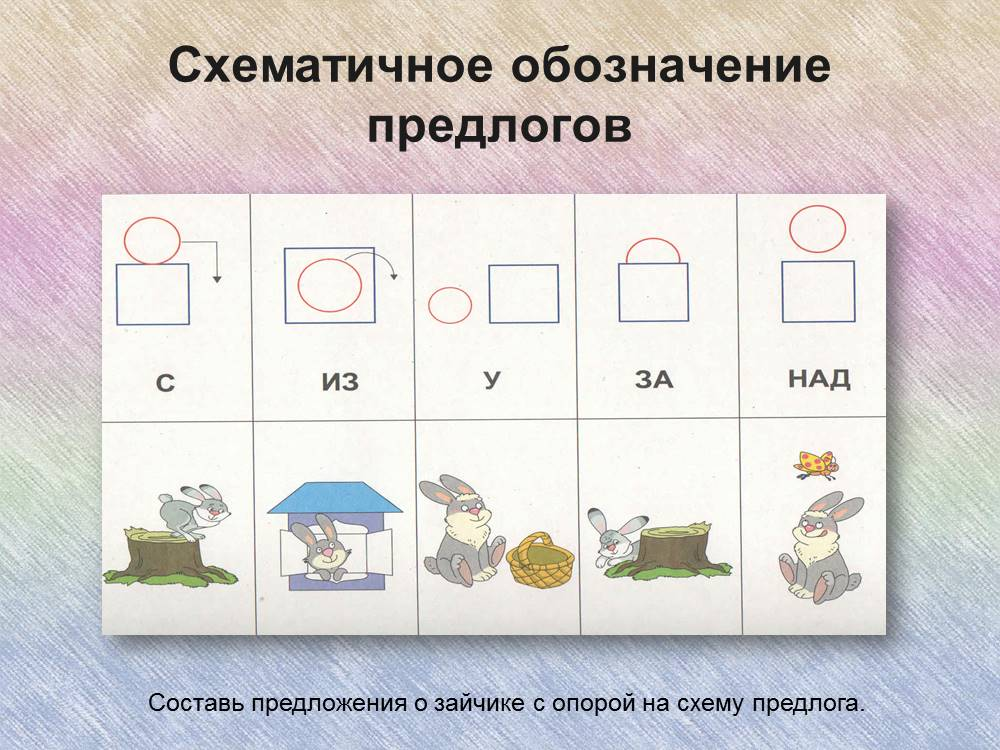 Схематичное обозначение
предлогов
С ИЗ У ЗА НАД
Составь предложения о зайчике с опорой на схему предлога.